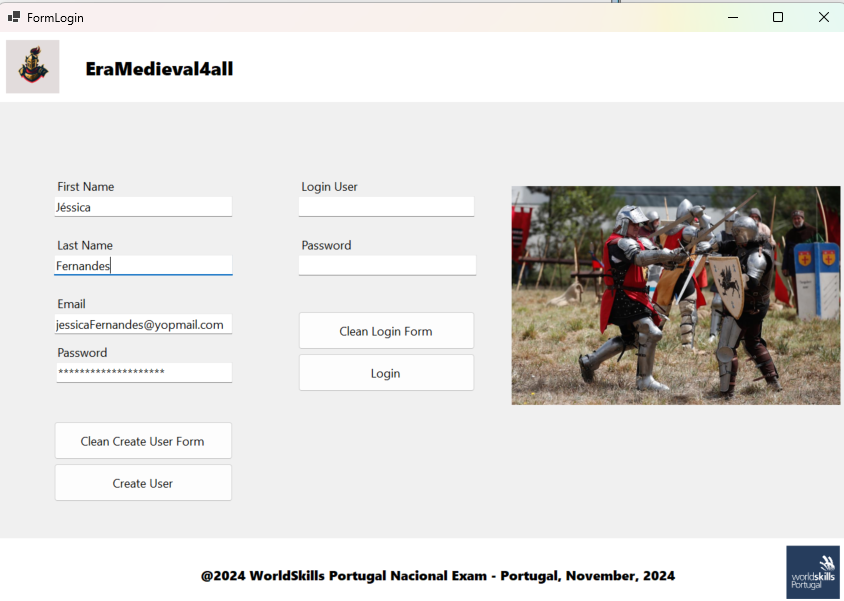 FormLogin
EraMedieval4all
First Name
Jéssica
Last Name
Fernandes
Email
jessicaFernandes@yopmail.com
Password
********************
Clean Create User Form
Create User
Login User
Password
Clean Login Form
Login
@2024 WorldSkills Portugal Nacional Exam - Portugal, November, 2024
worldskills
Portugal